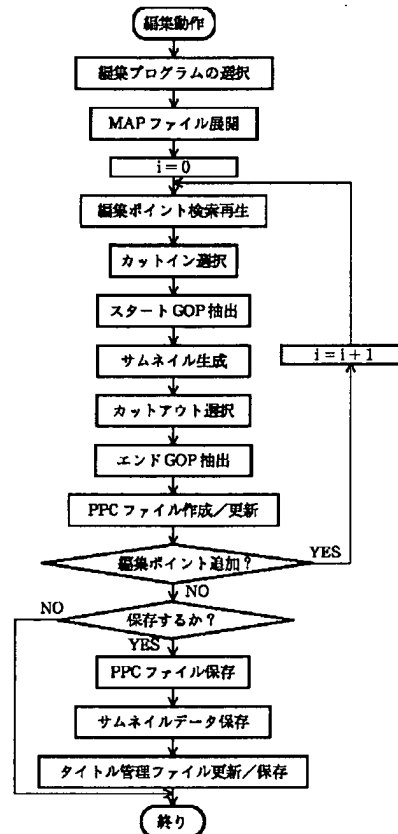 編集動作
編集プログラムの選択
MAPファイル展開
i=0
編集ポイント検索再生
カットイン選択
スタートGOP抽出
サムネイル生成
i=i+1
カットアウト選択
エンドGOP抽出
PPCファイル作成／更新
編集ポイント追加？
YES
NO
保存するか？
NO
YES
PPCファイル保存
サムネイルデータ保存
タイトル管理ファイル更新／保存
終り